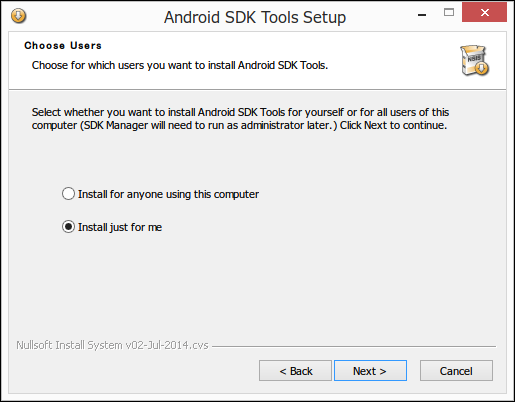 Android SDK Tools Setup
Choose Users
Choose for which users you want to install Android SDK Tools.
NSIS
Select whether you want to install Android SDK Tools for yourself or for all users of this
computer (SDK Manager will need to run as administrator later.) Click Next to continue.
Install for anyone using this computer
Install just for me
Nullsoft Install System v02-Jul-2014.cvs
< Back
Next >
Cancel